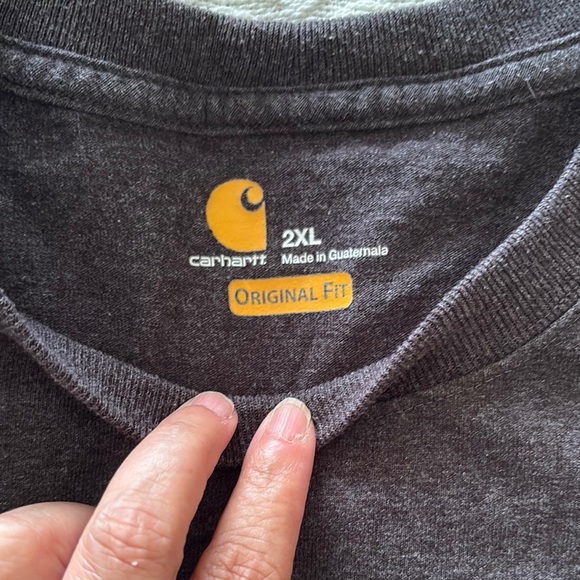 carhartt
2XL
Made in Guatemala
ORIGINAL FIT